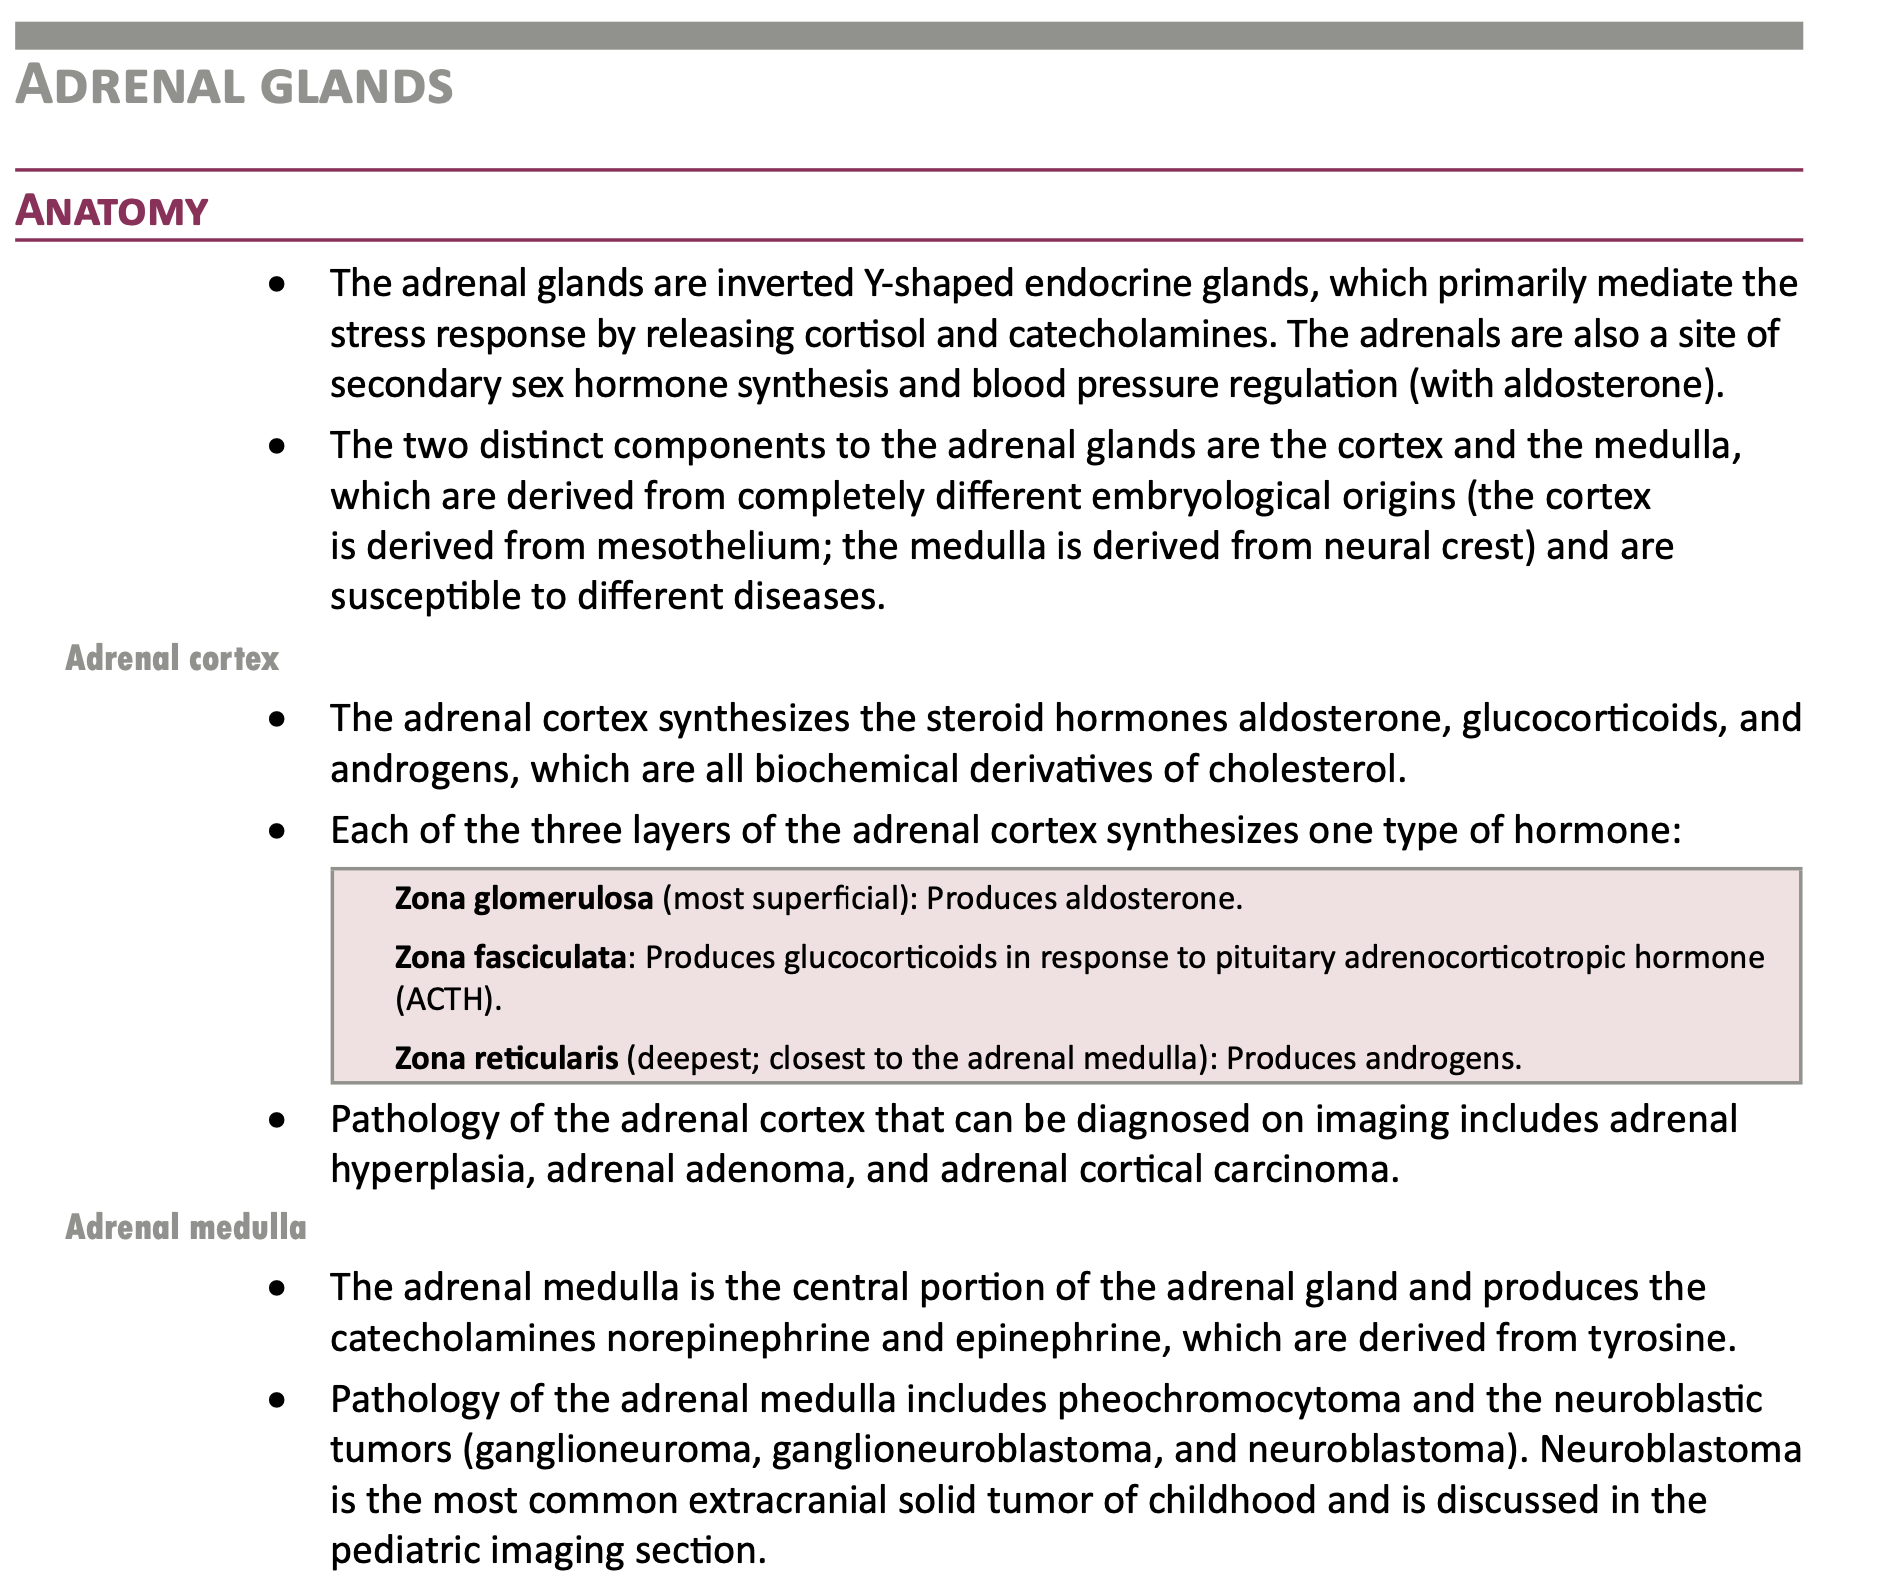 ADRENAL GLANDS
ANATOMY
• The adrenal glands are inverted Y-shaped endocrine glands, which primarily mediate the
stress response by releasing cortisol and catecholamines. The adrenals are also a site of
secondary sex hormone synthesis and blood pressure regulation (with aldosterone).
• The two distinct components to the adrenal glands are the cortex and the medulla,
which are derived from completely different embryological origins (the cortex
is derived from mesothelium; the medulla is derived from neural crest) and are
susceptible to different diseases.
Adrenal cortex
• The adrenal cortex synthesizes the steroid hormones aldosterone, glucocorticoids, and
androgens, which are all biochemical derivatives of cholesterol.
• Each of the three layers of the adrenal cortex synthesizes one type of hormone:
Zona glomerulosa (most superficial): Produces aldosterone.
Zona fasciculata: Produces glucocorticoids in response to pituitary adrenocorticotropic hormone
(ACTH).
Zona reticularis (deepest; closest to the adrenal medulla): Produces androgens.
• Pathology of the adrenal cortex that can be diagnosed on imaging includes adrenal
hyperplasia, adrenal adenoma, and adrenal cortical carcinoma.
Adrenal medulla
• The adrenal medulla is the central portion of the adrenal gland and produces the
catecholamines norepinephrine and epinephrine, which are derived from tyrosine.
• Pathology of the adrenal medulla includes pheochromocytoma and the neuroblastic
tumors (ganglioneuroma, ganglioneuroblastoma, and neuroblastoma). Neuroblastoma
is the most common extracranial solid tumor of childhood and is discussed in the
pediatric imaging section.